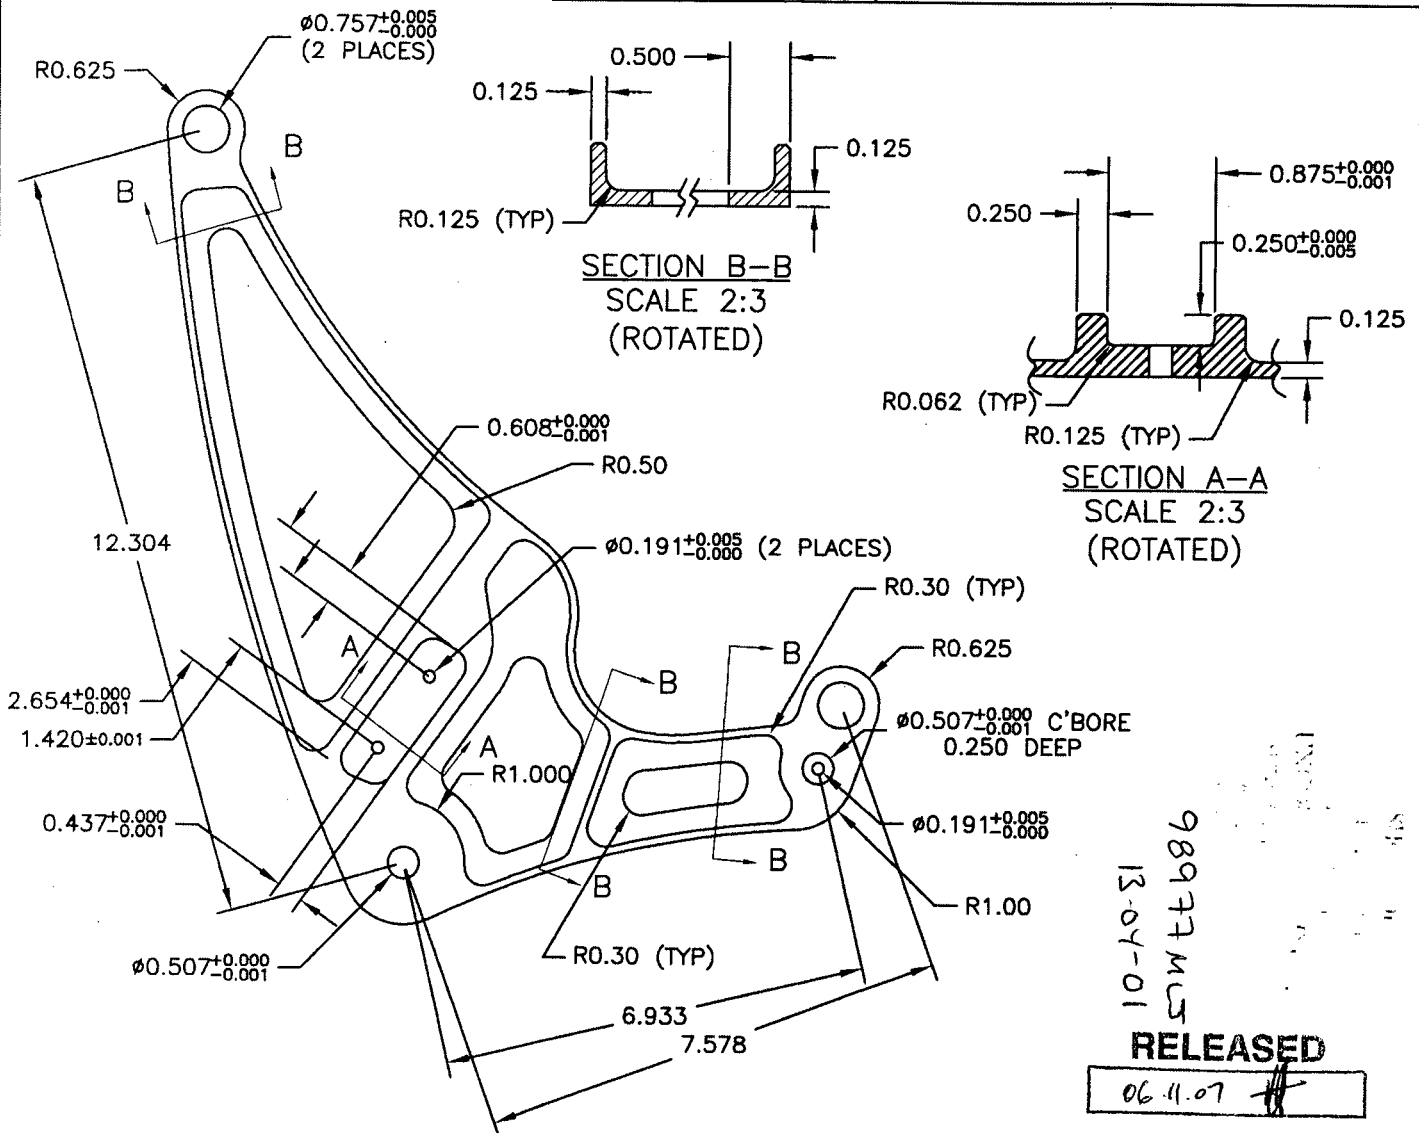 ø0.757+0.005 -0.000
(2 PLACES)
R0.625
0.500
0.125
0.125
R0.125 (TYP)
SECTION B-B
SCALE 2:3
(ROTATED)
0.875+0.000 -0.001
0.250
0.250+0.000 -0.005
0.125
R0.062 (TYP)
R0.125 (TYP)
SECTION A-A
SCALE 2:3
(ROTATED)
B
B
0.608+0.000 -0.001
R0.50
12.304
ø0.191+0.005 -0.000 (2 PLACES)
R0.30 (TYP)
R0.625
A
B
B
2.654+0.000 -0.001
1.420±0.001
ø0.507+0.000 -0.001 C'BORE
0.250 DEEP
A
R1.000
0.437+0.000 -0.001
ø0.191+0.005 -0.000
B
B
R1.00
ø0.507+0.000 -0.001
R0.30 (TYP)
6.933
7.578
98977 MLJ
13-04-01
RELEASED
06.11.07